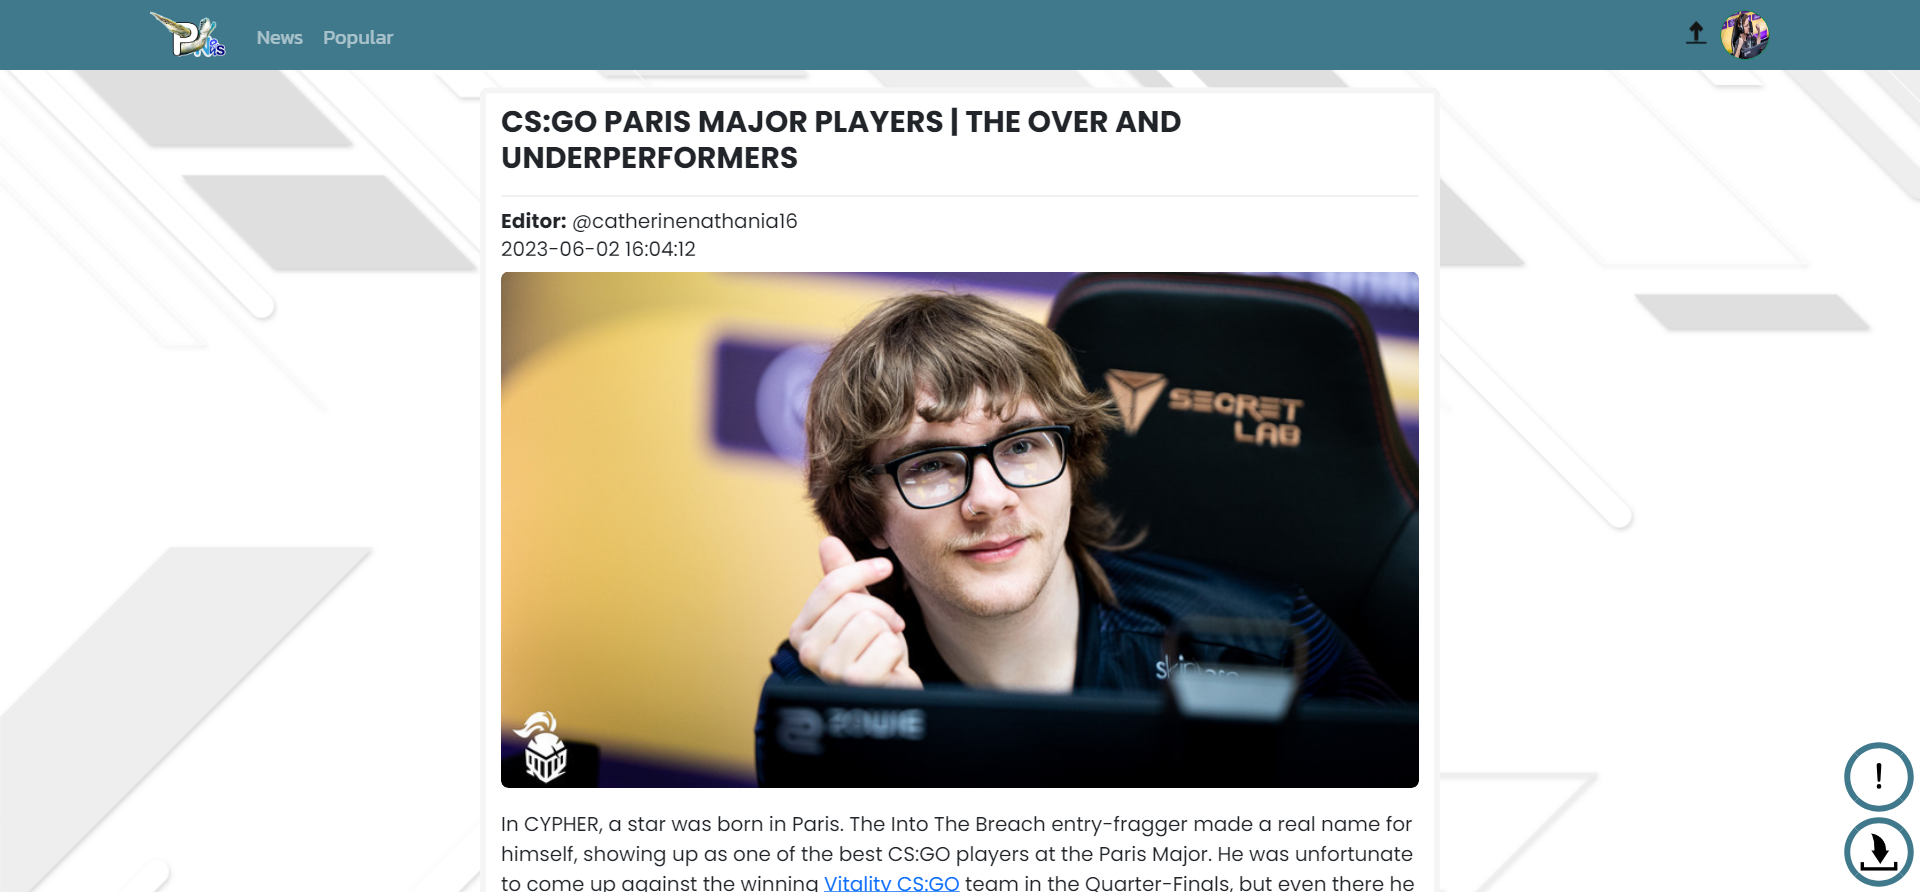 News Popular
CS:GO PARIS MAJOR PLAYERS | THE OVER AND
UNDERPERFORMERS
Editor: @catherinenathania16
2023-06-02 16:04:12
SECRET
LAB
ZOWIE
In CYPHER, a star was born in Paris. The Into The Breach entry-fragger made a real name for
himself, showing up as one of the best CS:GO players at the Paris Major. He was unfortunate
to come up against the winning Vitality CS:GO team in the Quarter-Finals, but even there he
!